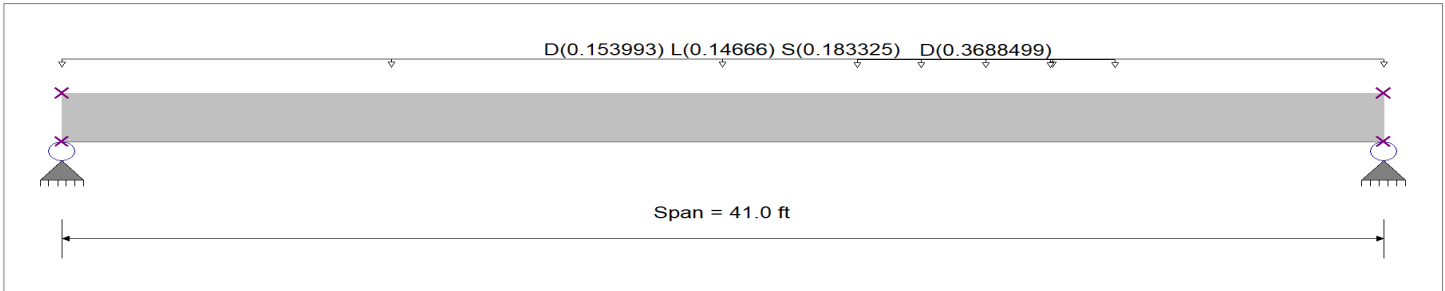 D(0.153993) L(0.14666) S(0.183325) D(0.3688499)
Span = 41.0 ft